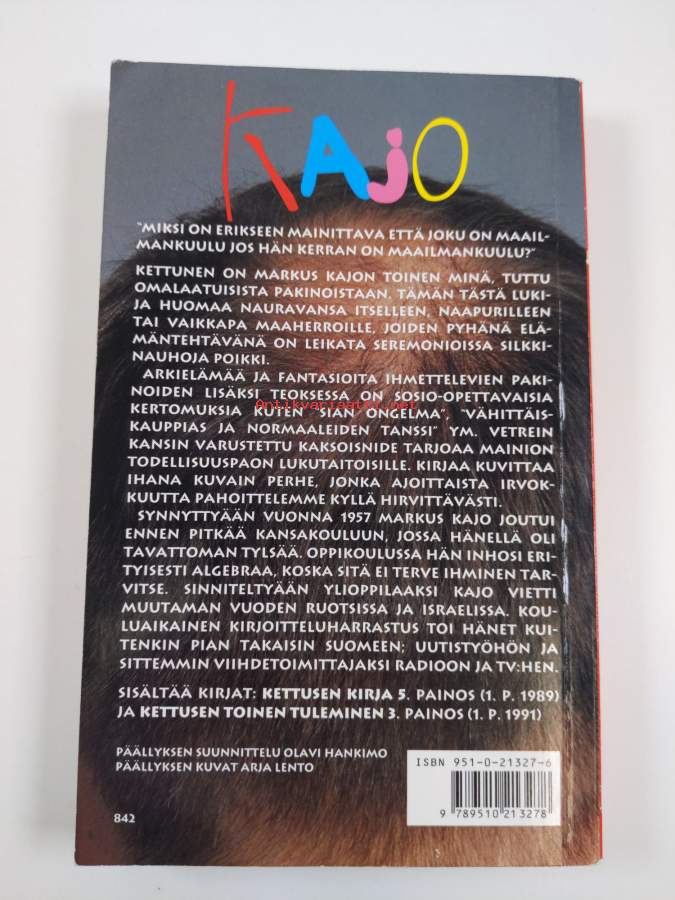 KAJO
"MIKSI ON ERIKSEEN MAINITTAVA ETTÄ JOKU ON MAAIL-
MANKUULU JOS HÄN KERRAN ON MAAILMANKUULU?"
KETTUNEN ON MARKUS KAJON TOINEN MINÄ, TUTTU
OMALAATUISISTA PAKINOISTAAN. TÄMÄN TÄSTÄ LUKI-
JA HUOMAA NAURAVANSA ITSELLEEN, NAAPURILLEEN
TAI VAIKKAPA MAAHERROILLE, JOIDEN PYHÄNÄ ELÄ-
MÄNTEHTÄVÄNÄ ON LEIKATA SEREMONIOISSA SILKKI-
NAUHOJA POIKKI.
ARKIELÄMÄÄ JA FANTASIOITA IHMETTELEVIEN PAKI-
NOIDEN LISÄKSI TEOKSESSA ON SOSIO-OPETTAVAISIA
KERTOMUKSIA KUTEN "SIAN ONGELMA", "VÄHITTÄIS-
Antikvariaatit.net
KAUPPIAS JA NORMAALEIDEN TANSSI" YM. VETREIN
KANSIN VARUSTETTU KAKSOISNIDE TARJOAA MAINION
TODELLISUUSPAON LUKUTAITOISILLE. KIRJAA KUVITTAA
IHANA KUVAIN PERHE, JONKA AJOITTAISTA IRVOK-
KUUTTA PAHOITTELEMME KYLLÄ HIRVITTÄVÄSTI.
SYNNYTTYÄÄN VUONNA 1957 MARKUS KAJO JOUTUI
ENNEN PITKÄÄ KANSAKOULUUN, JOSSA HÄNELLÄ OLI
TAVATTOMAN TYLSÄÄ. OPPIKOULUSSA HÄN INHOSI ERI-
TYISESTI ALGEBRAA, KOSKA SITÄ EI TERVE IHMINEN TAR-
VITSE. SINNITELTYÄÄN YLIOPPILAAKSI KAJO VIETTI
MUUTAMAN VUODEN RUOTSISSA JA ISRAELISSA. KOU-
LUAIKAINEN KIRJOITTELUHARRASTUS TOI HÄNET KUI-
TENKIN PIAN TAKAISIN SUOMEEN; UUTISTYÖHÖN JA
SITTEMMIN VIIHDETOIMITTAJAKSI RADIOON JA TV:HEN.
SISÄLTÄÄ KIRJAT: KETTUSEN KIRJA 5. PAINOS (1. P. 1989)
JA KETTUSEN TOINEN TULEMINEN 3. PAINOS (1. P. 1991)
PÄÄLLYKSEN SUUNNITTELU OLAVI HANKIMO
PÄÄLLYKSEN KUVAT ARJA LENTO
ISBN 951-0-21327-6
9 789510 213278
842